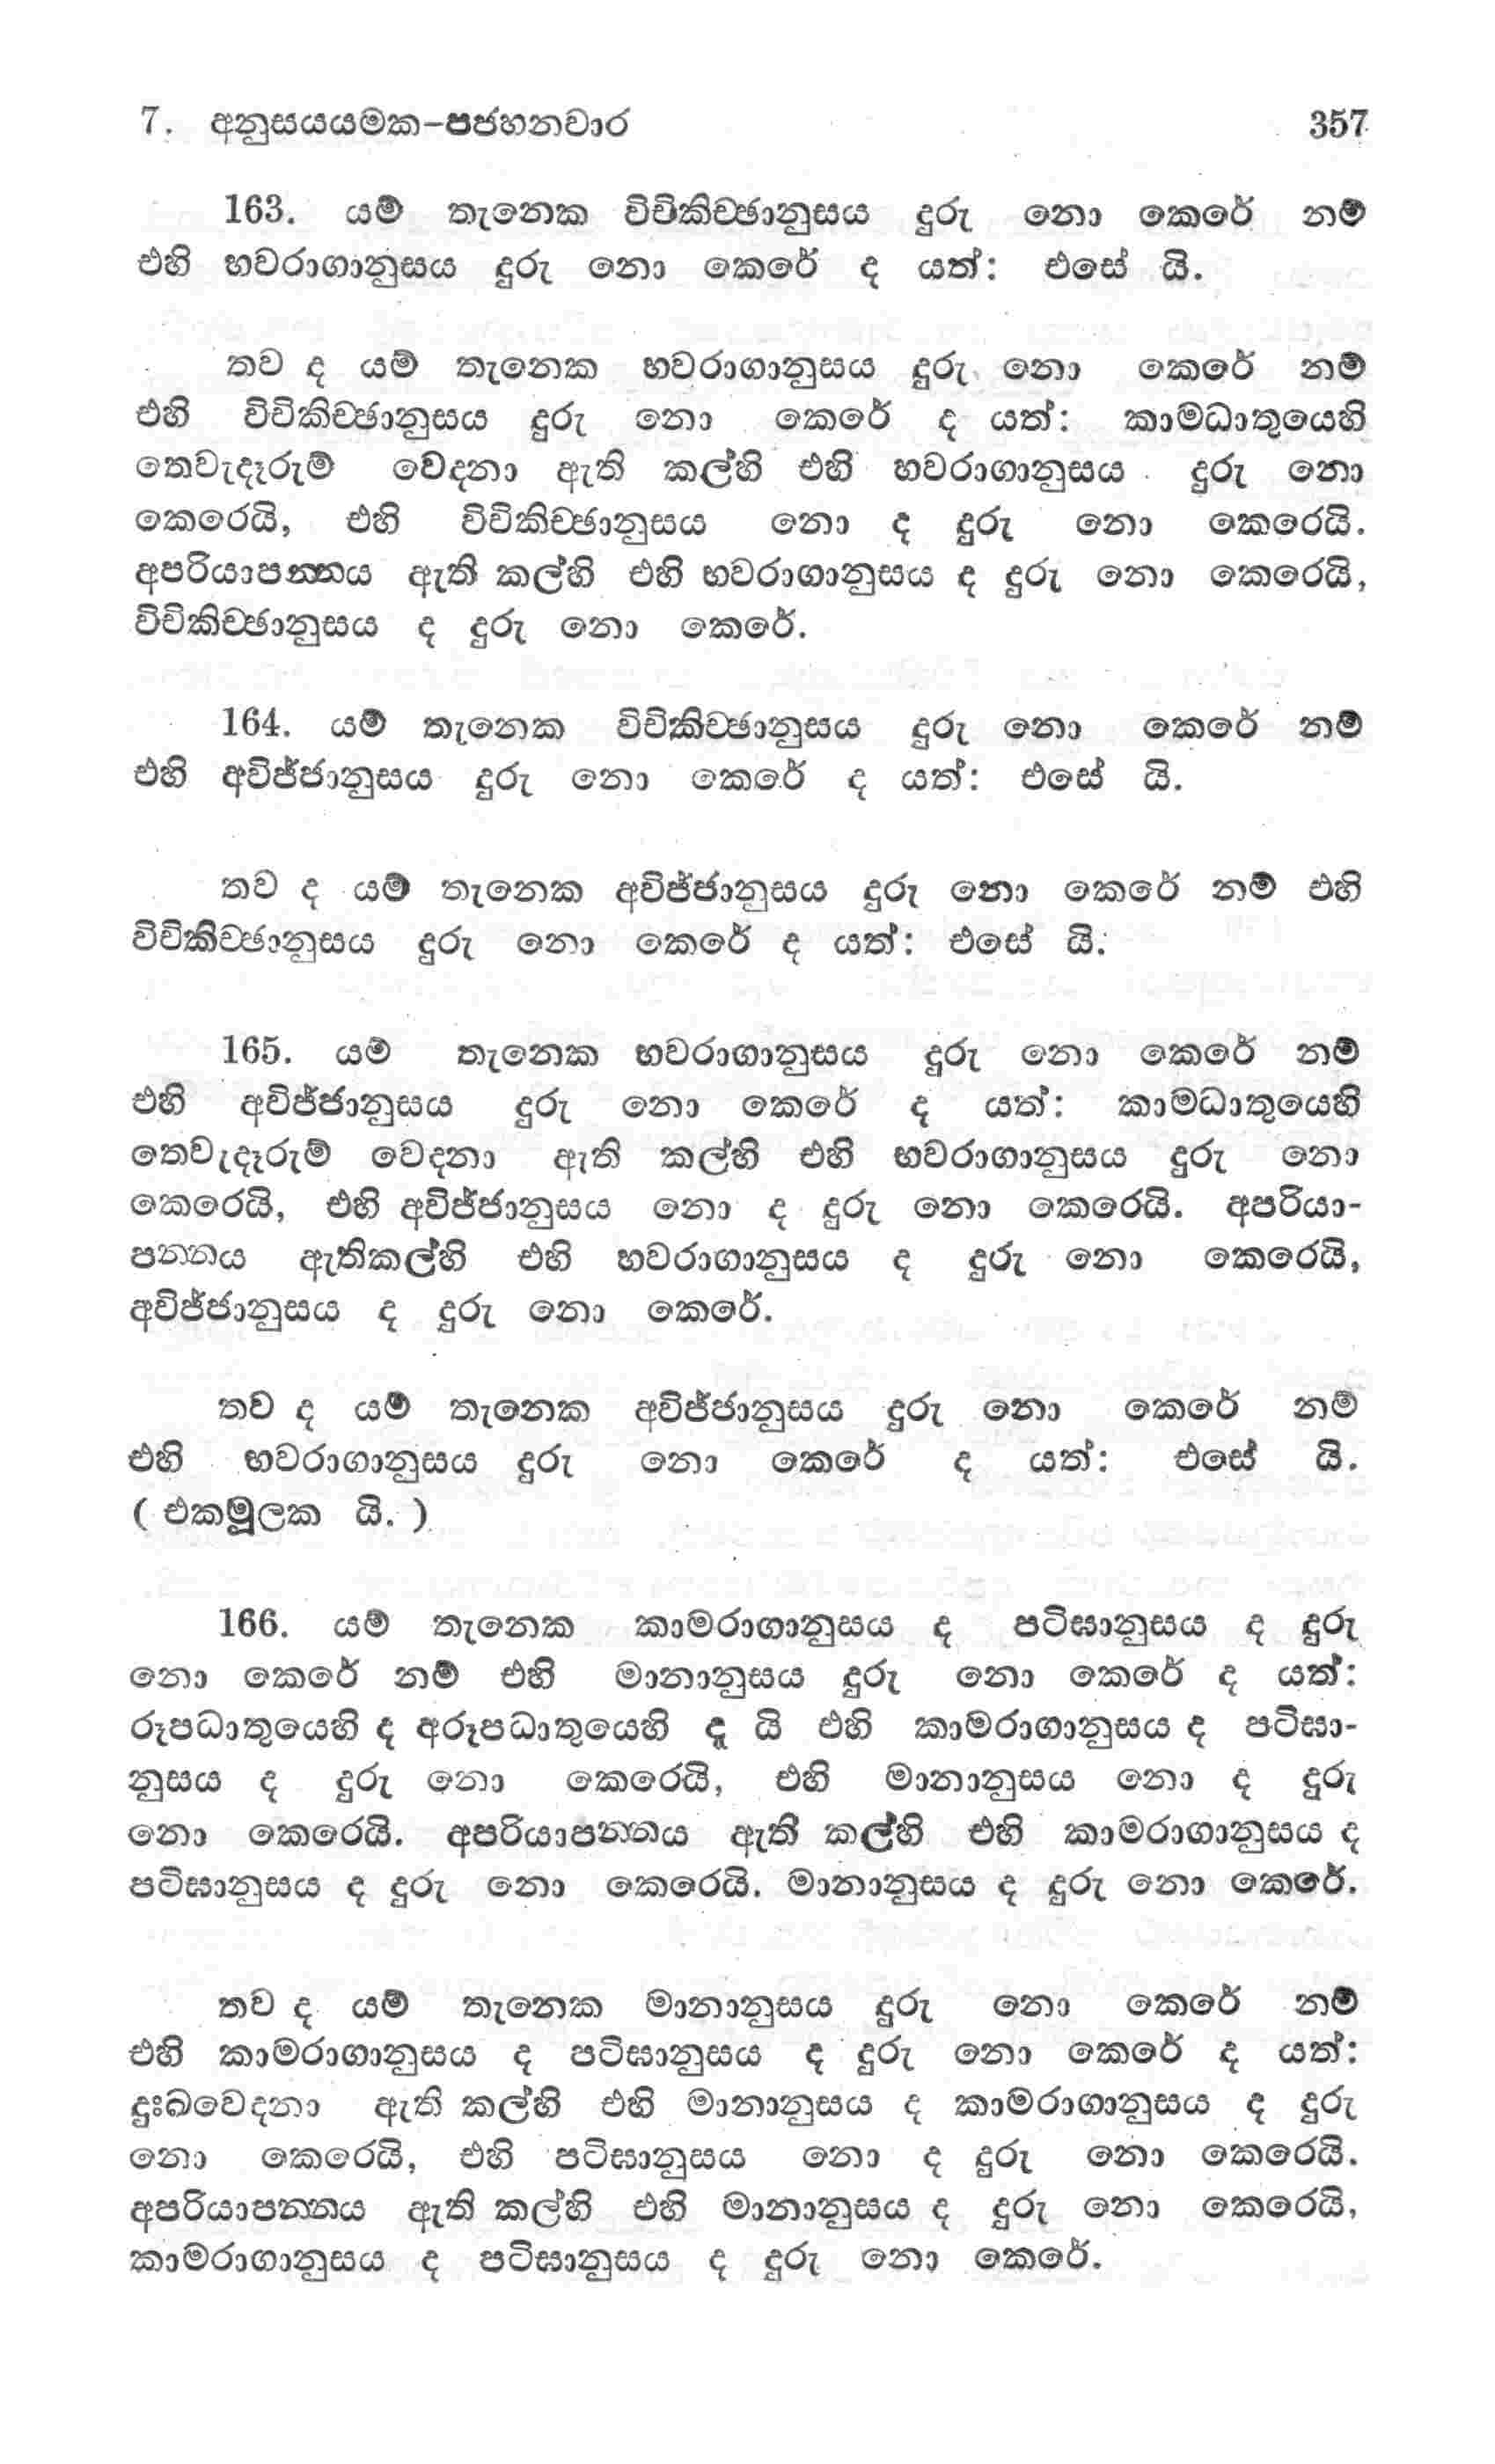 7. අනුසයයමක–පජහනවාර 357
163. යම් තැනෙක විචිකිච්ඡානුසය දුරු නො කෙරේ නම්
එහි භවරාගානුසය දුරු නො කෙරේ ද යත්: එසේ යි.
තව ද යම් තැනෙක භවරාගානුසය දුරු නො කෙරේ නම්
එහි විචිකිච්ඡානුසය දුරු නො කෙරේ ද යත්: කාමධාතුයෙහි
තෙවැදෑරුම් වේදනා ඇති කල්හි එහි භවරාගානුසය දුරු නො
කෙරෙයි, එහි විචිකිච්ඡානුසය නො ද දුරු නො කෙරෙයි.
අපරියාපන්නය ඇති කල්හි එහි භවරාගානුසය ද දුරු නො කෙරෙයි,
විචිකිච්ඡානුසය ද දුරු නො කෙරේ.
164. යම් තැනෙක විචිකිච්ඡානුසය දුරු නො කෙරේ නම්
එහි අවිජ්ජානුසය දුරු නො කෙරේ ද යත්: එසේ යි.
තව ද යම් තැනෙක අවිජ්ජානුසය දුරු නො කෙරේ නම් එහි
විචිකිච්ඡානුසය දුරු නො කෙරේ ද යත්: එසේ යි.
165. යම් තැනෙක භවරාගානුසය දුරු නො කෙරේ නම්
එහි අවිජ්ජානුසය දුරු නො කෙරේ ද යත්: කාමධාතුයෙහි
තෙවැදෑරුම් වේදනා ඇති කල්හි එහි භවරාගානුසය දුරු නො
කෙරෙයි, එහි අවිජ්ජානුසය නො ද දුරු නො කෙරෙයි. අපරියා-
පන්නය ඇතිකල්හි එහි භවරාගානුසය ද දුරු නො කෙරෙයි,
අවිජ්ජානුසය ද දුරු නො කෙරේ.
තව ද යම් තැනෙක අවිජ්ජානුසය දුරු නො කෙරේ නම්
එහි භවරාගානුසය දුරු නො කෙරේ ද යත්: එසේ යි.
( එකමූලක යි. )
166. යම් තැනෙක කාමරාගානුසය ද පටිඝානුසය ද දුරු
නො කෙරේ නම් එහි මානානුසය දුරු නො කෙරේ ද යත්:
රූපධාතුයෙහි ද අරූපධාතුයෙහි දැ යි එහි කාමරාගානුසය ද පටිඝා-
නුසය ද දුරු නො කෙරෙයි, එහි මානානුසය නො ද දුරු
නො කෙරෙයි. අපරියාපන්නය ඇති කල්හි එහි කාමරාගානුසය ද
පටිඝානුසය ද දුරු නො කෙරෙයි. මානානුසය ද දුරු නො කෙරේ.
තව ද යම් තැනෙක මානානුසය දුරු නො කෙරේ නම්
එහි කාමරාගානුසය ද පටිඝානුසය ද දුරු නො කෙරේ ද යත්:
දුඃඛවෙදනා ඇති කල්හි එහි මානානුසය ද කාමරාගානුසය ද දුරු
නො කෙරෙයි, එහි පටිඝානුසය නො ද දුරු නො කෙරෙයි.
අපරියාපන්නය ඇති කල්හි එහි මානානුසය ද දුරු නො කෙරෙයි,
කාමරාගානුසය ද පටිඝානුසය ද දුරු නො කෙරේ.